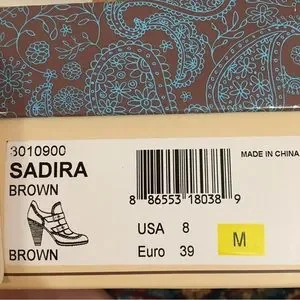 3010900
SADIRA
BROWN
MADE IN CHINA
8 86553 18038 9
USA 8
Euro 39
M
BROWN